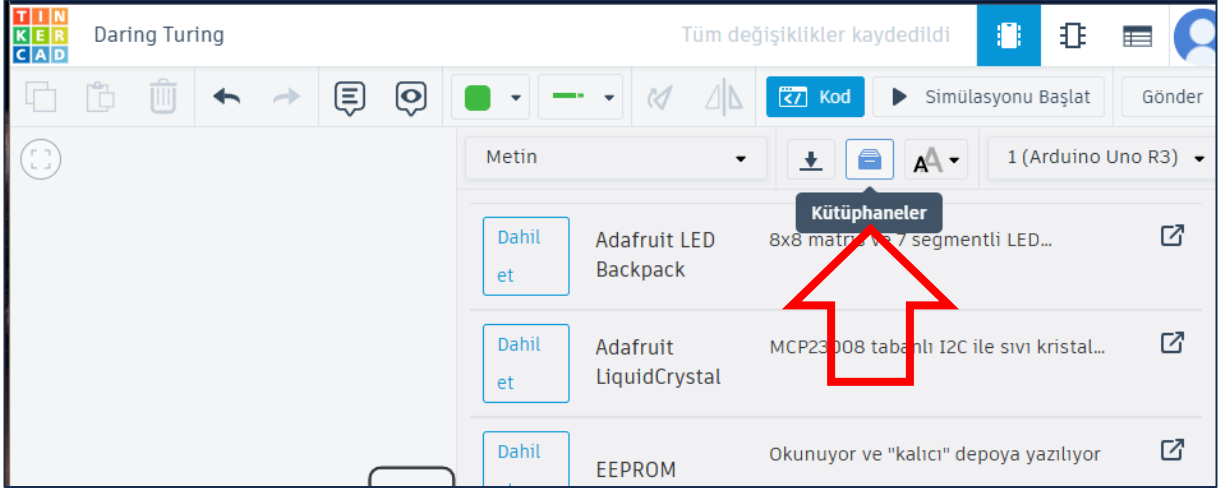 TIN
KER
CAD
Daring Turing
Tüm değişiklikler kaydedildi
Kod
Simülasyonu Başlat
Gönder
Metin
1 (Arduino Uno R3)
Kütüphaneler
Dahil
et
Adafruit LED
Backpack
8x8 matris ve 7 segmentli LED...
Dahil
et
Adafruit
LiquidCrystal
MCP23008 tabanlı I2C ile sıvı kristal...
Dahil
EEPROM
Okunuyor ve "kalıcı" depoya yazılıyor